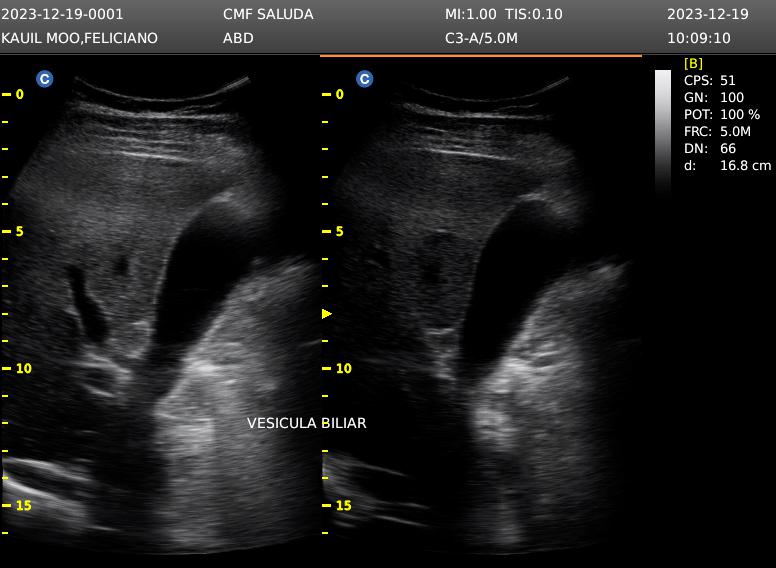 2023-12-19-0001 CMF SALUDA MI:1.00 TIS:0.10 2023-12-19
KAUIL MOO,FELICIANO ABD C3-A/5.0M 10:09:10
C C
[B]
CPS: 51
GN: 100
POT: 100 %
FRC: 5.0M
DN: 66
d: 16.8 cm
0 0
5 5
10 10
VESICULA BILIAR
15 15